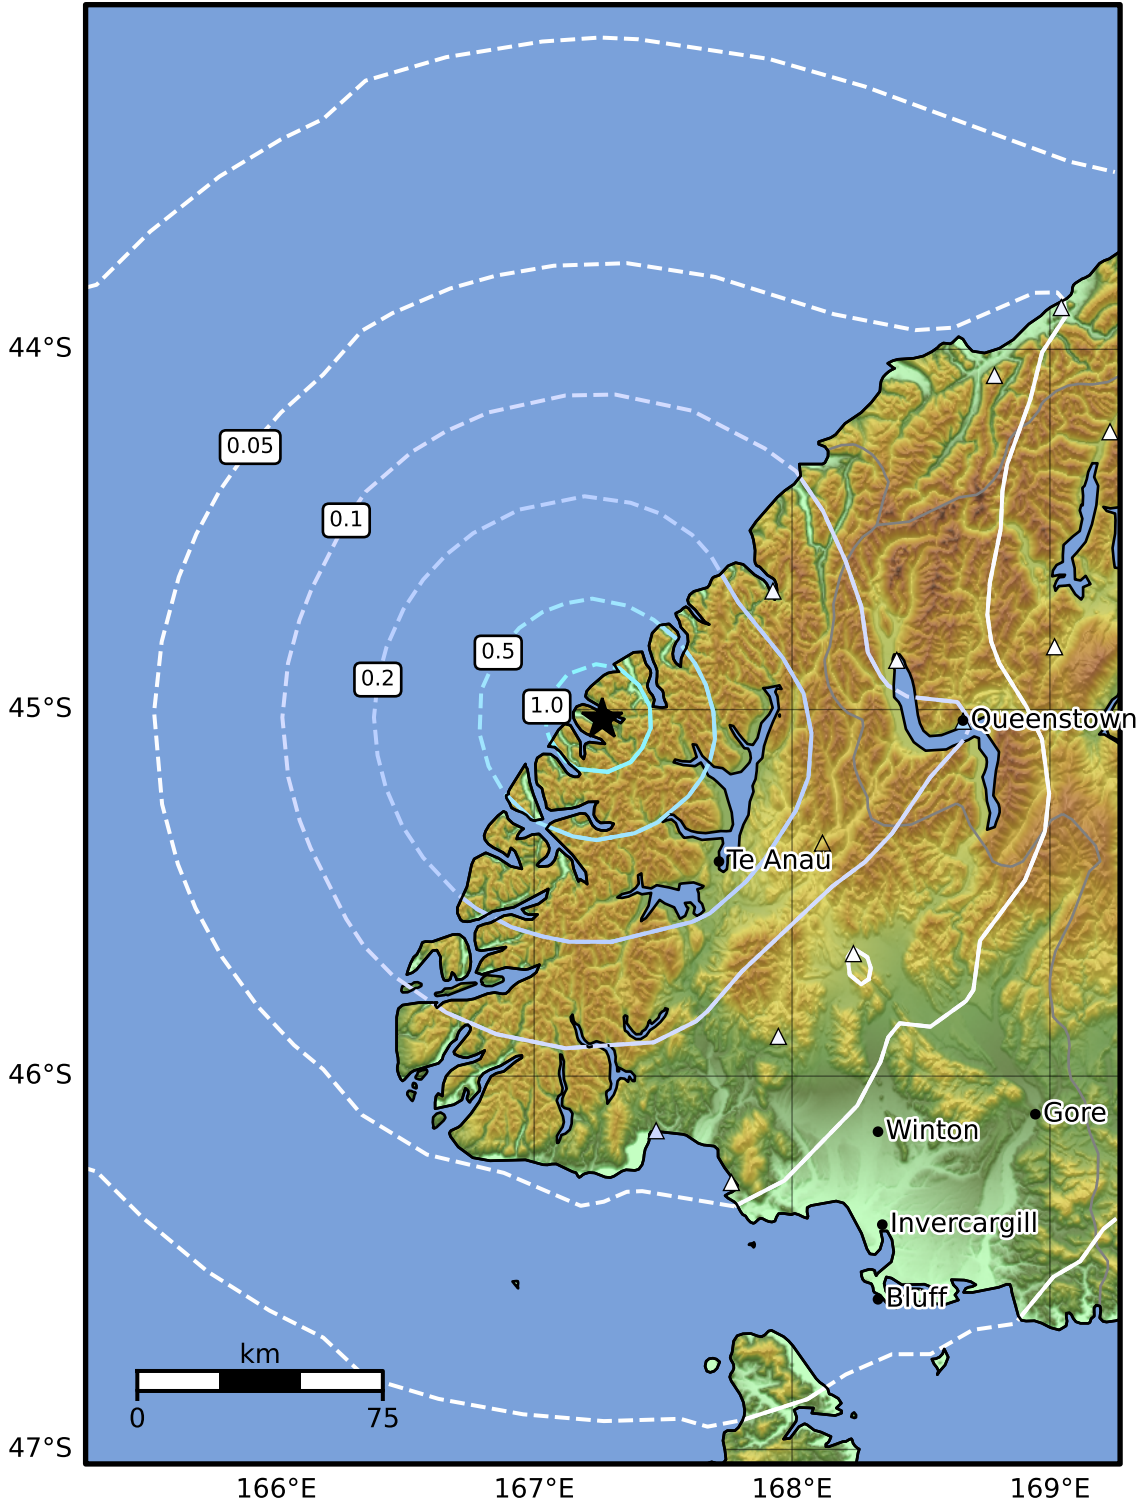 44°S
0.05
0.1
0.5
0.2
1.0
45°S
Queenstown
Te Anau
46°S
Gore
Winton
Invercargill
Bluff
km
0 75
47°S
166°E 167°E 168°E 169°E